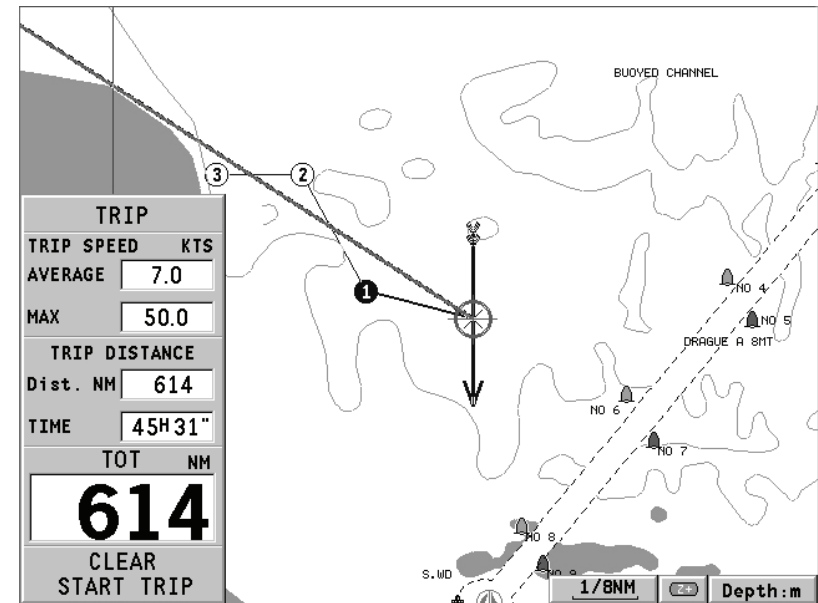 BUOYED CHANNEL
3
2
1
NO 4
NO 5
DRAGUE A 8MT
NO 6
NO 7
NO 8
NO 9
S.WD
TRIP
TRIP SPEED KTS
AVERAGE 7.0
MAX 50.0
TRIP DISTANCE
Dist. NM 614
TIME 45H31"
TOT NM
614
CLEAR
START TRIP
1/8NM Z+ Depth:m